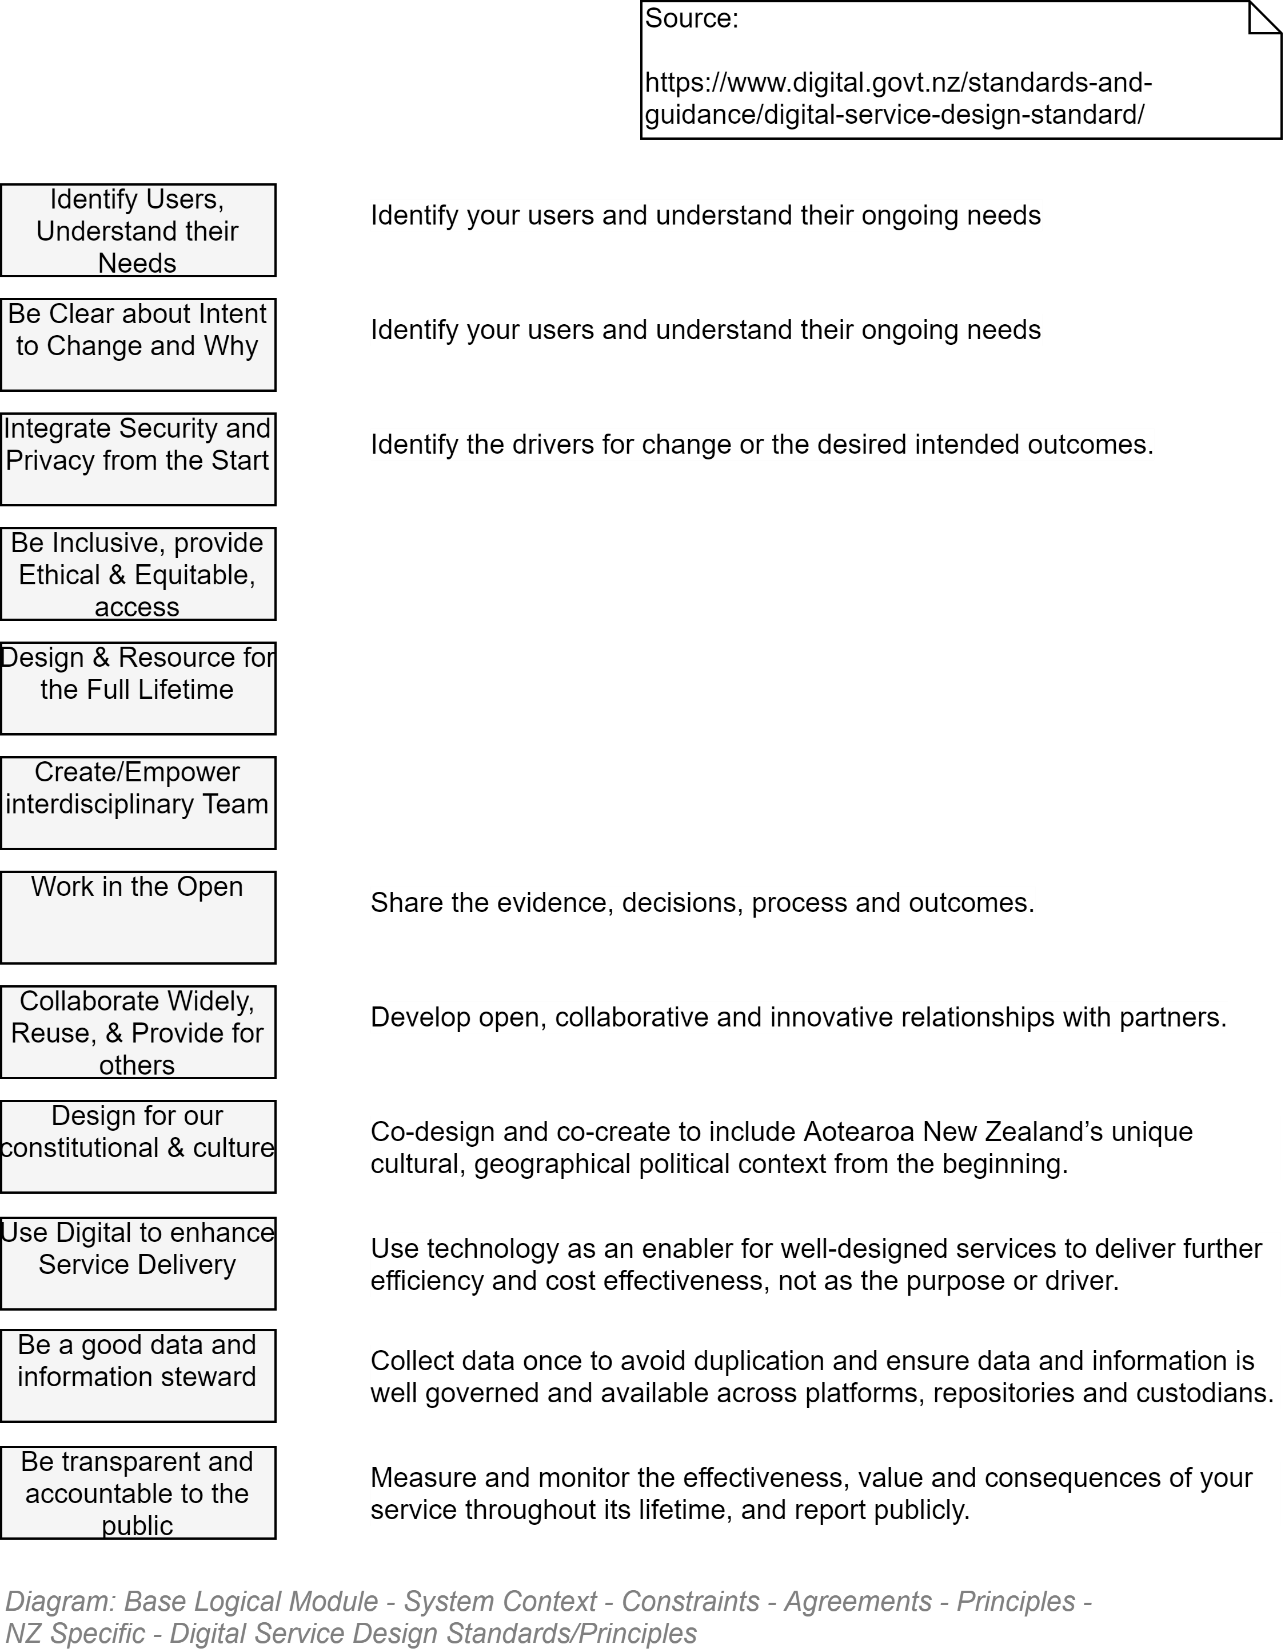 Source:
https://www.digital.govt.nz/standards-and-
guidance/digital-service-design-standard/
Identify Users,
Understand their
Needs
Identify your users and understand their ongoing needs
Be Clear about Intent
to Change and Why
Identify your users and understand their ongoing needs
Integrate Security and
Privacy from the Start
Identify the drivers for change or the desired intended outcomes.
Be Inclusive, provide
Ethical & Equitable,
access
Design & Resource for
the Full Lifetime
Create/Empower
interdisciplinary Team
Work in the Open
Share the evidence, decisions, process and outcomes.
Collaborate Widely,
Reuse, & Provide for
others
Develop open, collaborative and innovative relationships with partners.
Design for our
constitutional & culture
Co-design and co-create to include Aotearoa New Zealand’s unique
cultural, geographical political context from the beginning.
Use Digital to enhance
Service Delivery
Use technology as an enabler for well-designed services to deliver further
efficiency and cost effectiveness, not as the purpose or driver.
Be a good data and
information steward
Collect data once to avoid duplication and ensure data and information is
well governed and available across platforms, repositories and custodians.
Be transparent and
accountable to the
public
Measure and monitor the effectiveness, value and consequences of your
service throughout its lifetime, and report publicly.
Diagram: Base Logical Module - System Context - Constraints - Agreements - Principles -
NZ Specific - Digital Service Design Standards/Principles